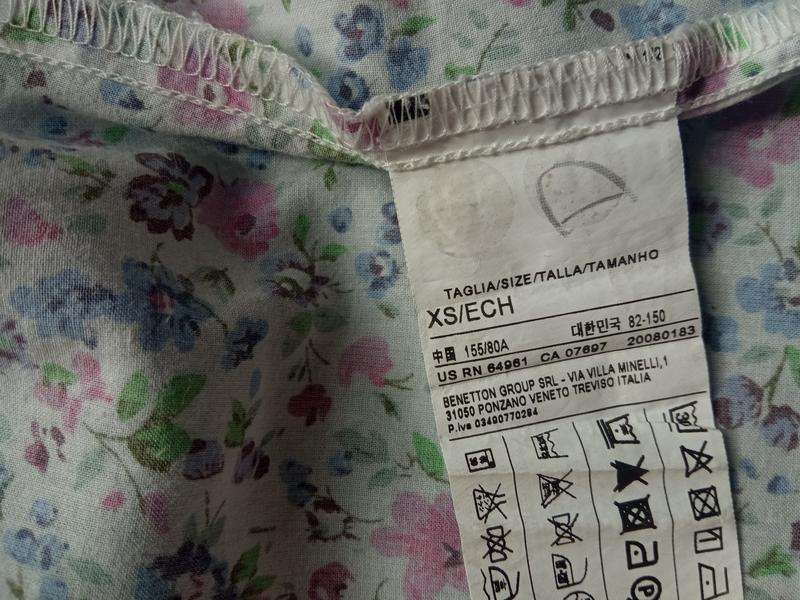 TAGLIA/SIZE/TALLA/TAMANHO
XS/ECH
대한민국 82-150
中国 155/80A
US RN 64961 CA 07697 20080183
BENETTON GROUP SRL - VIA VILLA MINELLI,1
31050 PONZANO VENETO TREVISO ITALIA
P.iva 03490770264